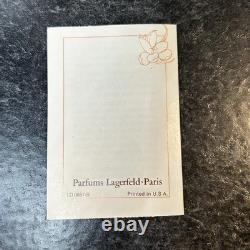 Parfums Lagerfeld·Paris
Printed in U.S.A.